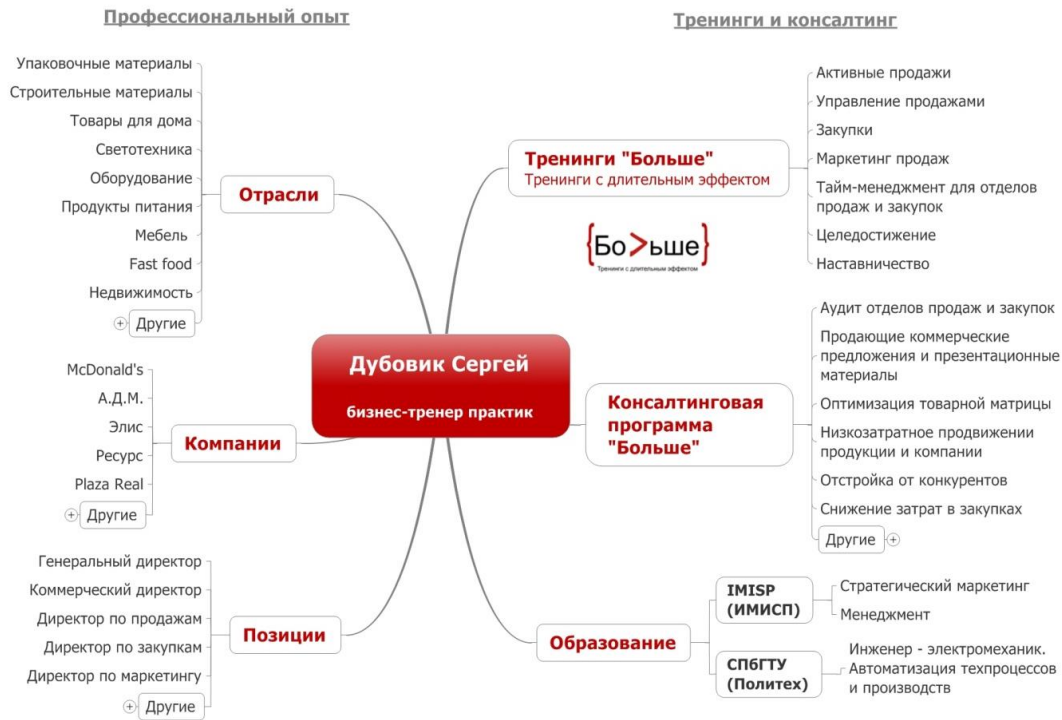 Профессиональный опыт
Упаковочные материалы
Строительные материалы
Товары для дома
Светотехника
Оборудование
Продукты питания
Мебель
Fast food
Недвижимость
Другие
Отрасли
McDonald's
А.Д.М.
Элис
Ресурс
Plaza Real
Другие
Компании
Генеральный директор
Коммерческий директор
Директор по продажам
Директор по закупкам
Директор по маркетингу
Другие
Позиции
Дубовик Сергей
бизнес-тренер практик
Тренинги и консалтинг
Тренинги "Больше"
Тренинги с длительным эффектом
{Бо>ьше}
Тренинги с длительным эффектом
Активные продажи
Управление продажами
Закупки
Маркетинг продаж
Тайм-менеджмент для отделов
продаж и закупок
Целедостижение
Наставничество
Консалтинговая
программа
"Больше"
Аудит отделов продаж и закупок
Продающие коммерческие
предложения и презентационные
материалы
Оптимизация товарной матрицы
Низкозатратное продвижении
продукции и компании
Отстройка от конкурентов
Снижение затрат в закупках
Другие
Образование
IMISP
(ИМИСП)
Стратегический маркетинг
Менеджмент
СПбГТУ
(Политех)
Инженер - электромеханик.
Автоматизация техпроцессов
и производств